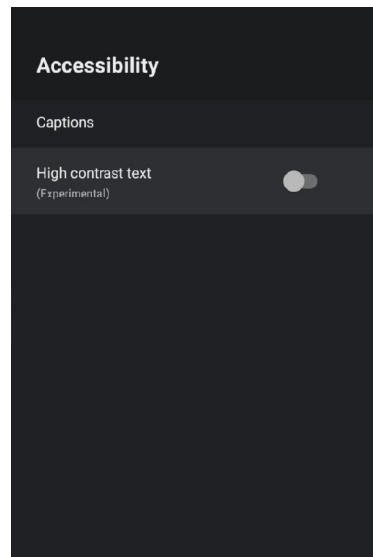 Accessibility
Captions
High contrast text
(Experimental)